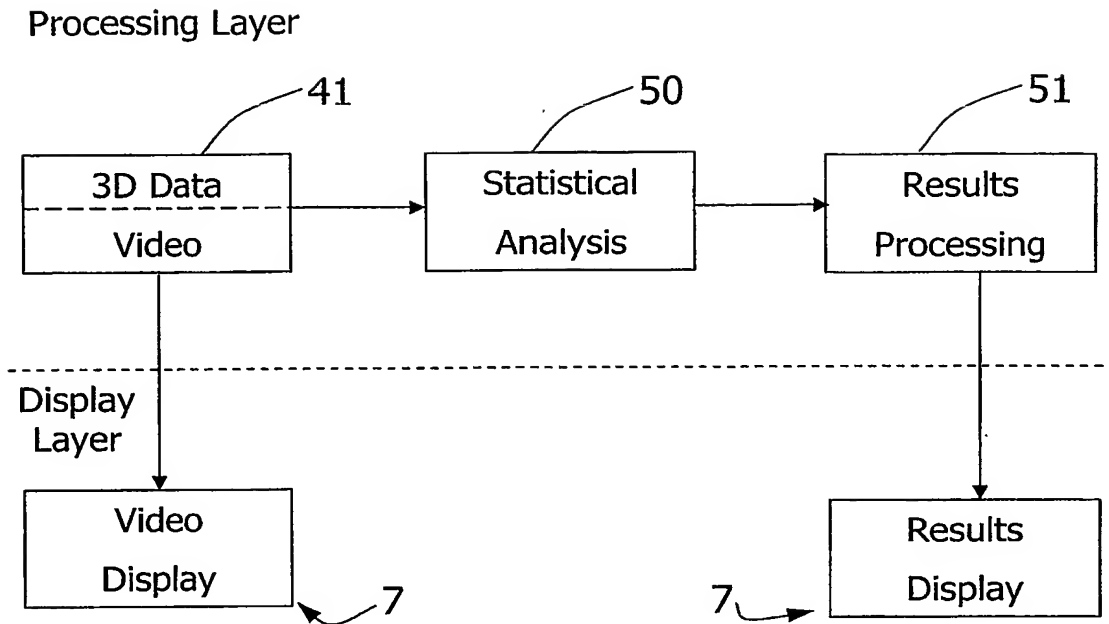 Processing Layer
41
50
51
3D Data
Video
Statistical
Analysis
Results
Processing
Display
Layer
Video
Display
7
7
Results
Display